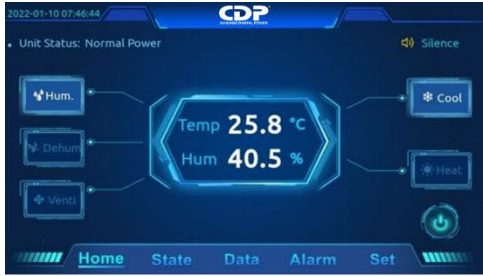 2022-01-10 07:46:44
CDP
Unit Status: Normal Power
Silence
Hum.
Cool
Temp 25.8 °C
Dehum
Hum 40.5 %
Heat
Venti
Home State Data Alarm Set